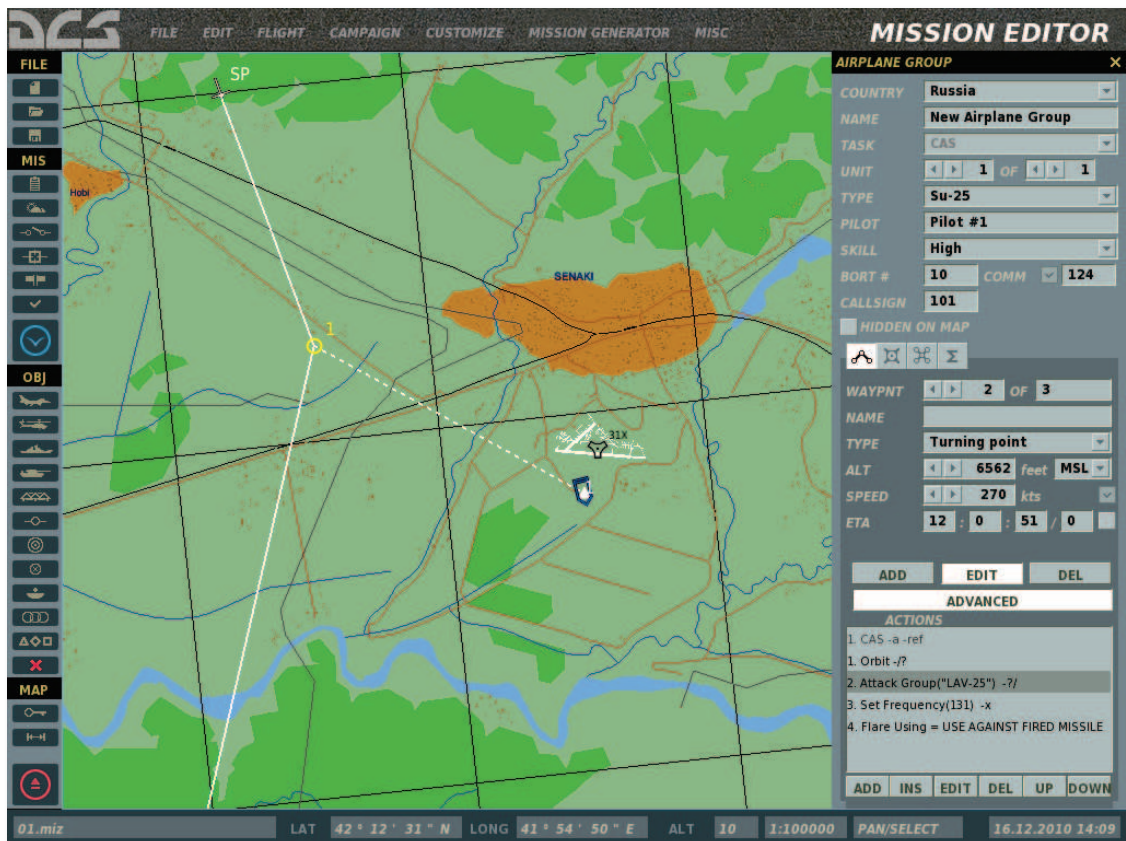 DCS
FILE EDIT FLIGHT CAMPAIGN CUSTOMIZE MISSION GENERATOR MISC
MISSION EDITOR
FILE
MIS
OBJ
MAP
SP
Hobi
SENAKI
1
31X
AIRPLANE GROUP
COUNTRY Russia
NAME New Airplane Group
TASK CAS
UNIT 1 OF 1
TYPE Su-25
PILOT Pilot #1
SKILL High
BORT # 10 COMM 124
CALLSIGN 101
HIDDEN ON MAP
Σ
WAYPNT 2 OF 3
NAME
TYPE Turning point
ALT 6562 feet MSL
SPEED 270 kts
ETA 12 : 0 : 51 / 0
ADD EDIT DEL
ADVANCED
ACTIONS
1. CAS -a -ref
1. Orbit -/?
2. Attack Group("LAV-25") -?/
3. Set Frequency(131) -x
4. Flare Using = USE AGAINST FIRED MISSILE
ADD INS EDIT DEL UP DOWN
01.miz LAT 42 ° 12 ' 31 " N LONG 41 ° 54 ' 50 " E ALT 10 1:100000 PAN/SELECT 16.12.2010 14:09